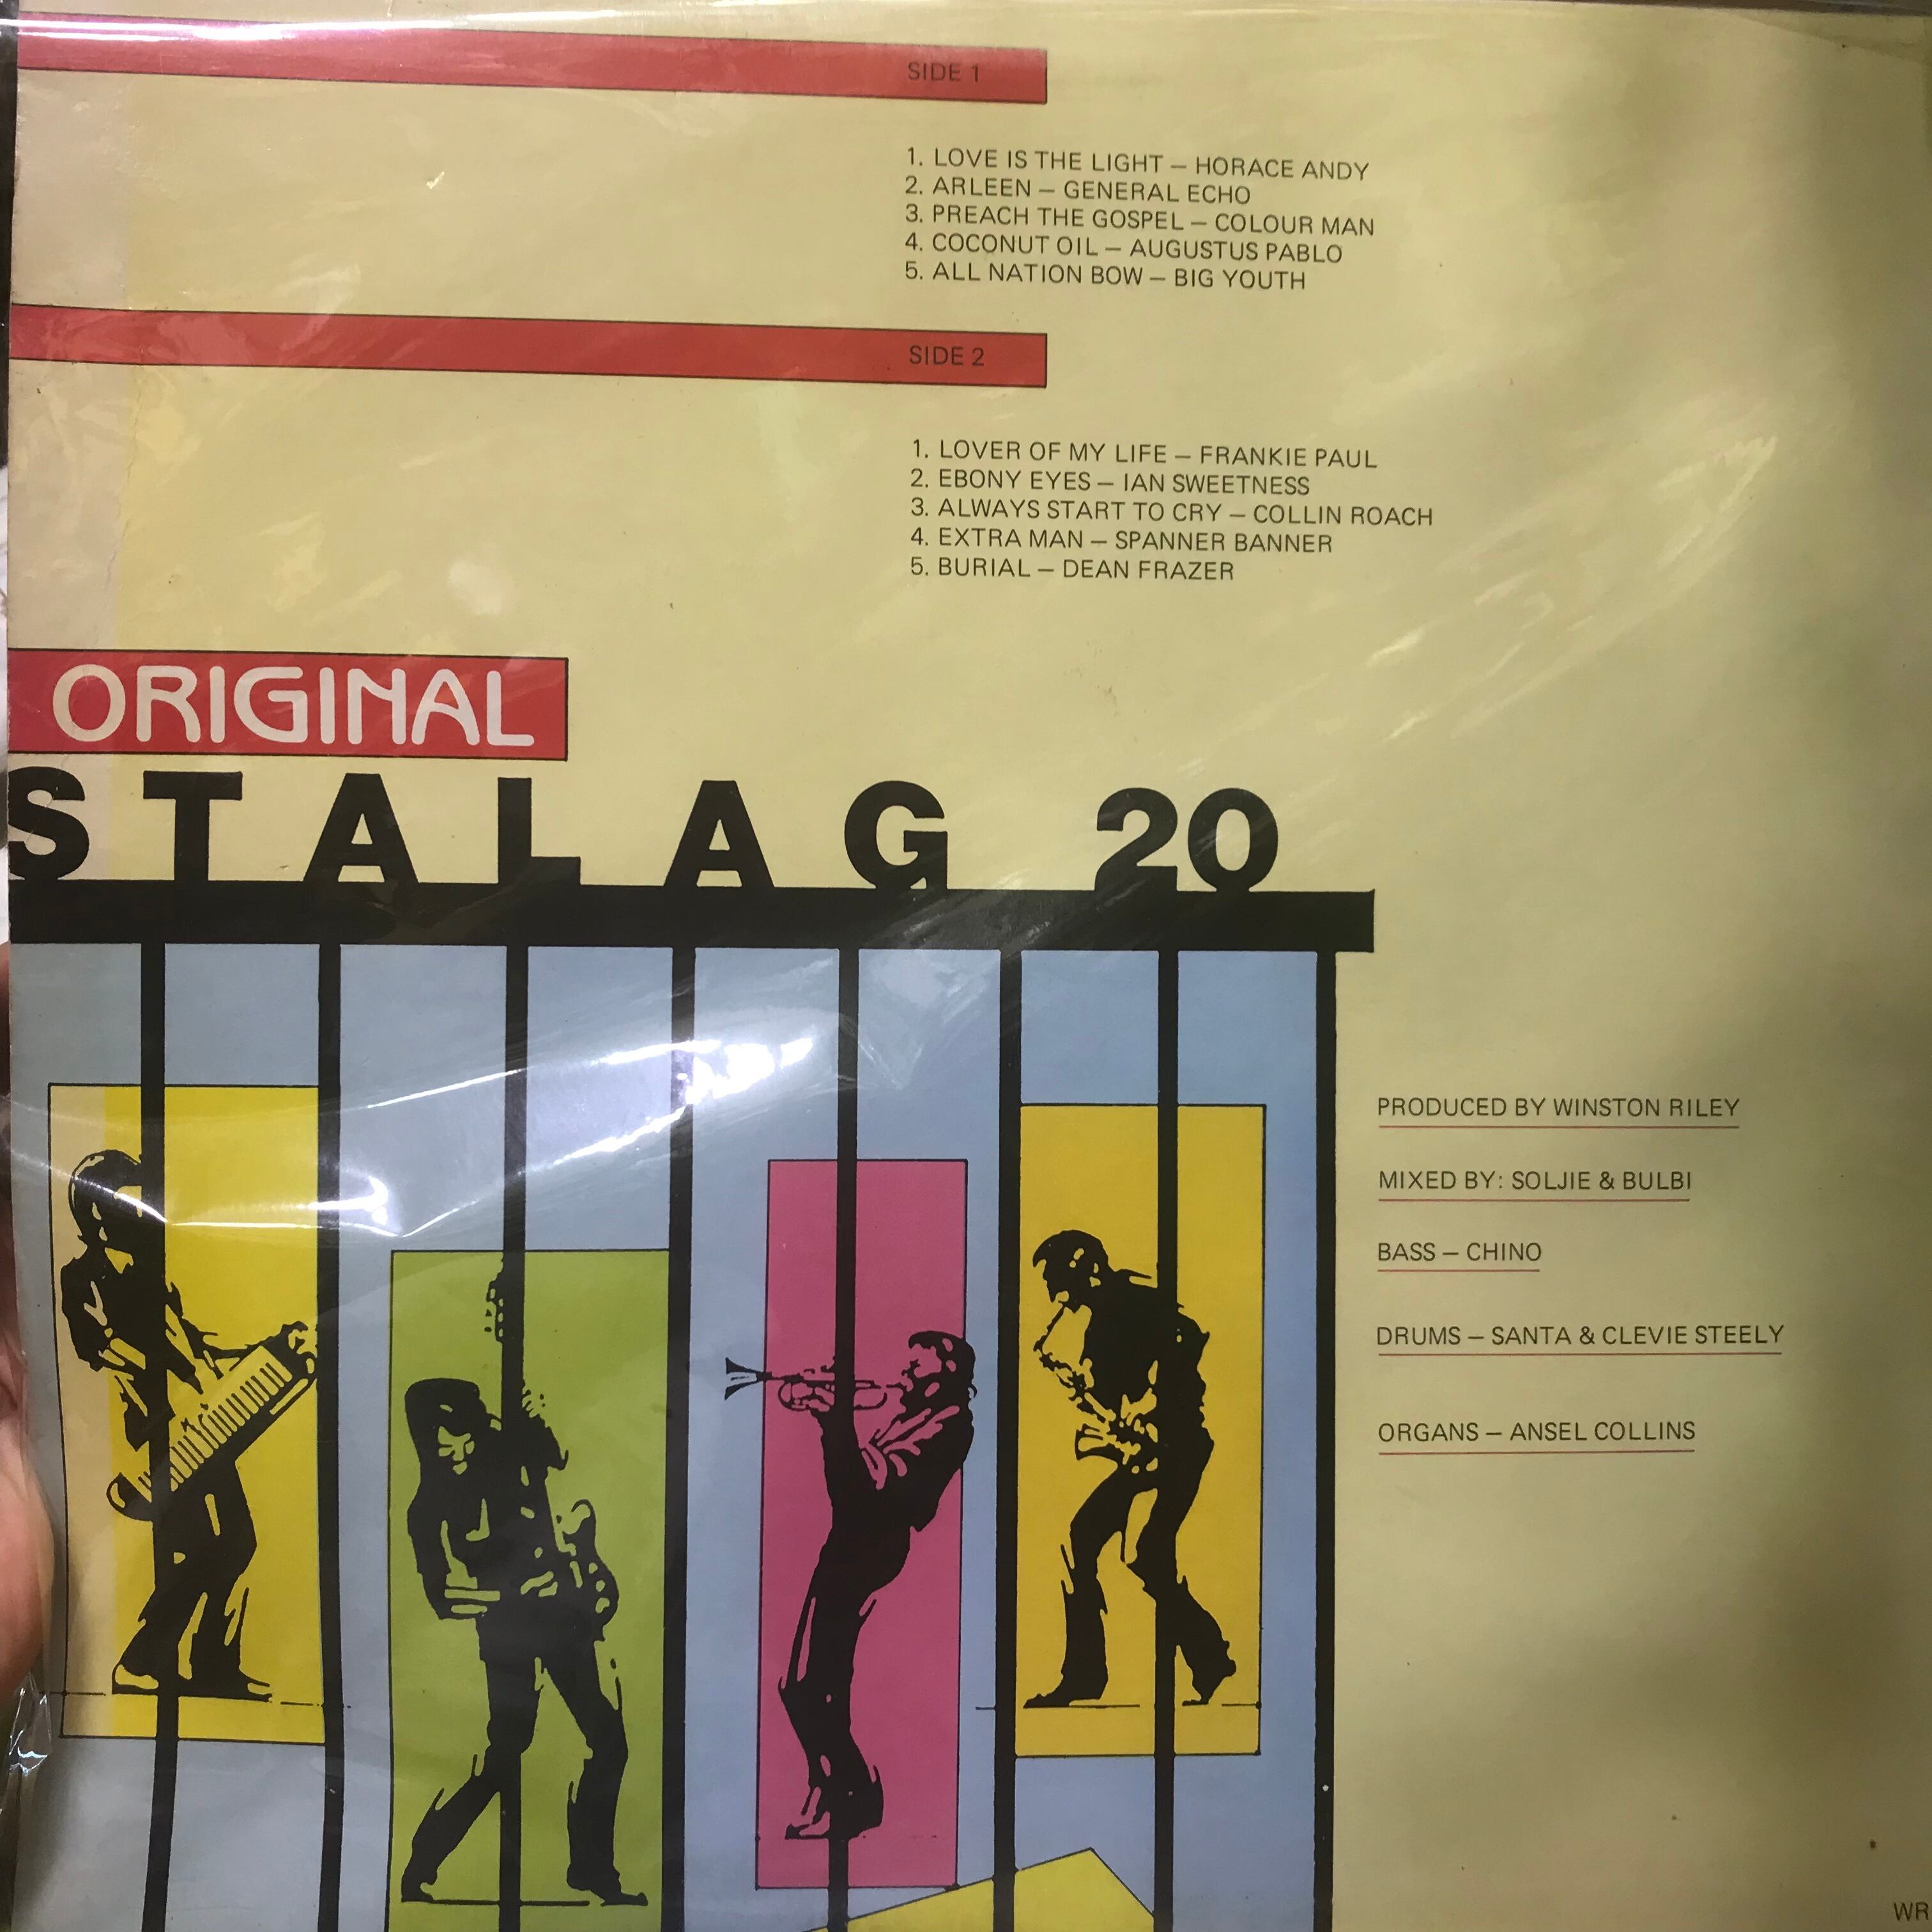 SIDE 1
1. LOVE IS THE LIGHT – HORACE ANDY
2. ARLEEN – GENERAL ECHO
3. PREACH THE GOSPEL – COLOUR MAN
4. COCONUT OIL – AUGUSTUS PABLO
5. ALL NATION BOW – BIG YOUTH
SIDE 2
1. LOVER OF MY LIFE – FRANKIE PAUL
2. EBONY EYES – IAN SWEETNESS
3. ALWAYS START TO CRY – COLLIN ROACH
4. EXTRA MAN – SPANNER BANNER
5. BURIAL – DEAN FRAZER
ORIGINAL
STALAG 20
PRODUCED BY WINSTON RILEY
MIXED BY: SOLJIE & BULBI
BASS – CHINO
DRUMS – SANTA & CLEVIE STEELY
ORGANS – ANSEL COLLINS
WR